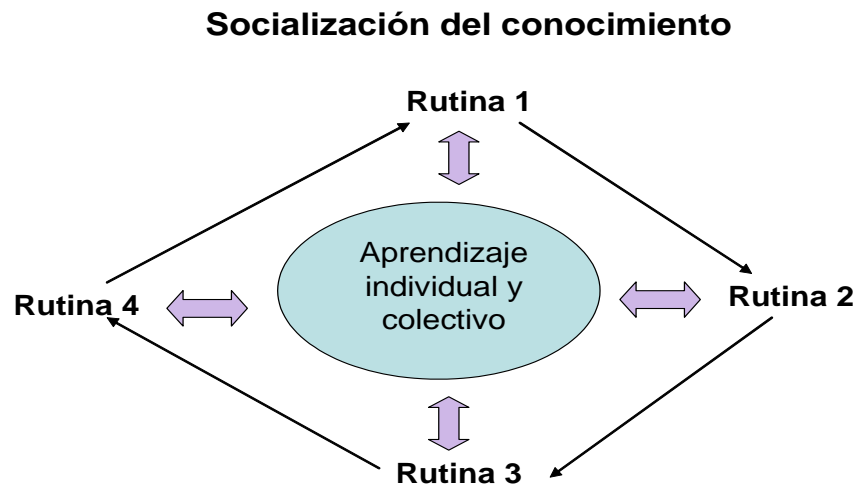 Socialización del conocimiento
Rutina 1
Aprendizaje
individual y
colectivo
Rutina 4
Rutina 2
Rutina 3